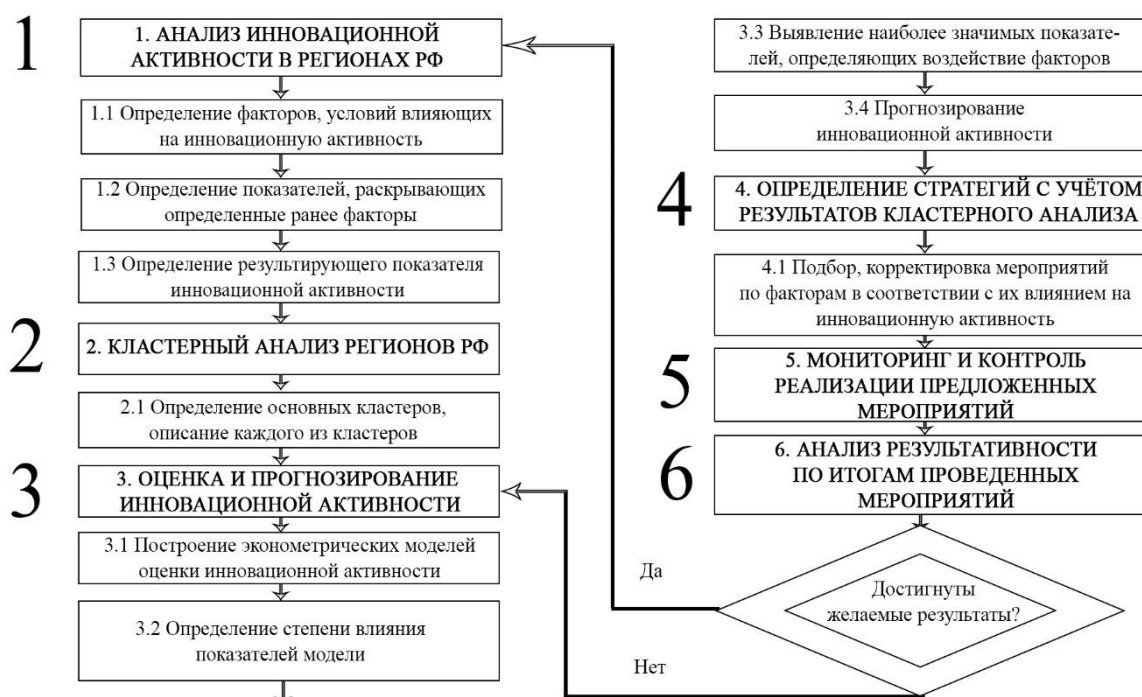 1
1. АНАЛИЗ ИННОВАЦИОННОЙ
АКТИВНОСТИ В РЕГИОНАХ РФ
1.1 Определение факторов, условий влияющих
на инновационную активность
1.2 Определение показателей, раскрывающих
определенные ранее факторы
1.3 Определение результирующего показателя
инновационной активности
2
2. КЛАСТЕРНЫЙ АНАЛИЗ РЕГИОНОВ РФ
2.1 Определение основных кластеров,
описание каждого из кластеров
3
3. ОЦЕНКА И ПРОГНОЗИРОВАНИЕ
ИННОВАЦИОННОЙ АКТИВНОСТИ
3.1 Построение эконометрических моделей
оценки инновационной активности
3.2 Определение степени влияния
показателей модели
3.3 Выявление наиболее значимых показате-
лей, определяющих воздействие факторов
3.4 Прогнозирование
инновационной активности
4
4. ОПРЕДЕЛЕНИЕ СТРАТЕГИЙ С УЧЁТОМ
РЕЗУЛЬТАТОВ КЛАСТЕРНОГО АНАЛИЗА
4.1 Подбор, корректировка мероприятий
по факторам в соответствии с их влиянием на
инновационную активность
5
5. МОНИТОРИНГ И КОНТРОЛЬ
РЕАЛИЗАЦИИ ПРЕДЛОЖЕННЫХ
МЕРОПРИЯТИЙ
6
6. АНАЛИЗ РЕЗУЛЬТАТИВНОСТИ
ПО ИТОГАМ ПРОВЕДЕННЫХ
МЕРОПРИЯТИЙ
Да
Достигнуты
желаемые результаты?
Нет